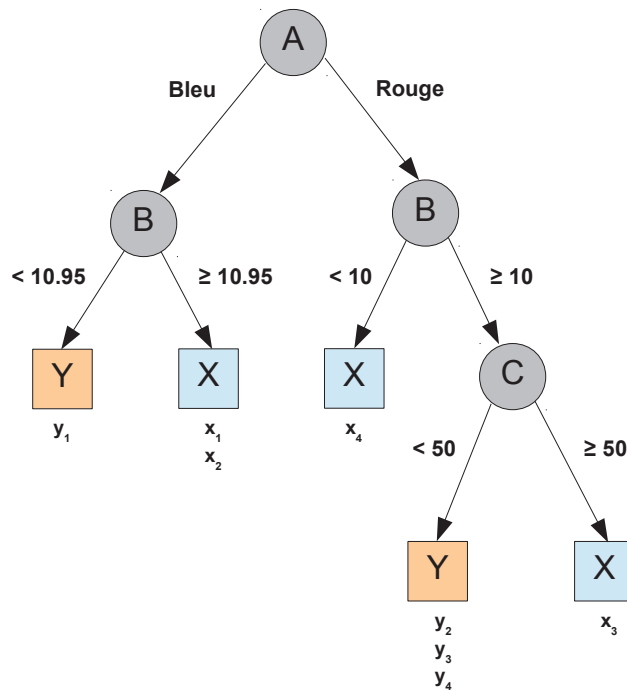 A
Bleu
Rouge
B
B
< 10.95
≥ 10.95
< 10
≥ 10
Y
X
X
C
y₁
x₁
x₂
x₄
< 50
≥ 50
Y
X
y₂
y₃
y₄
x₃